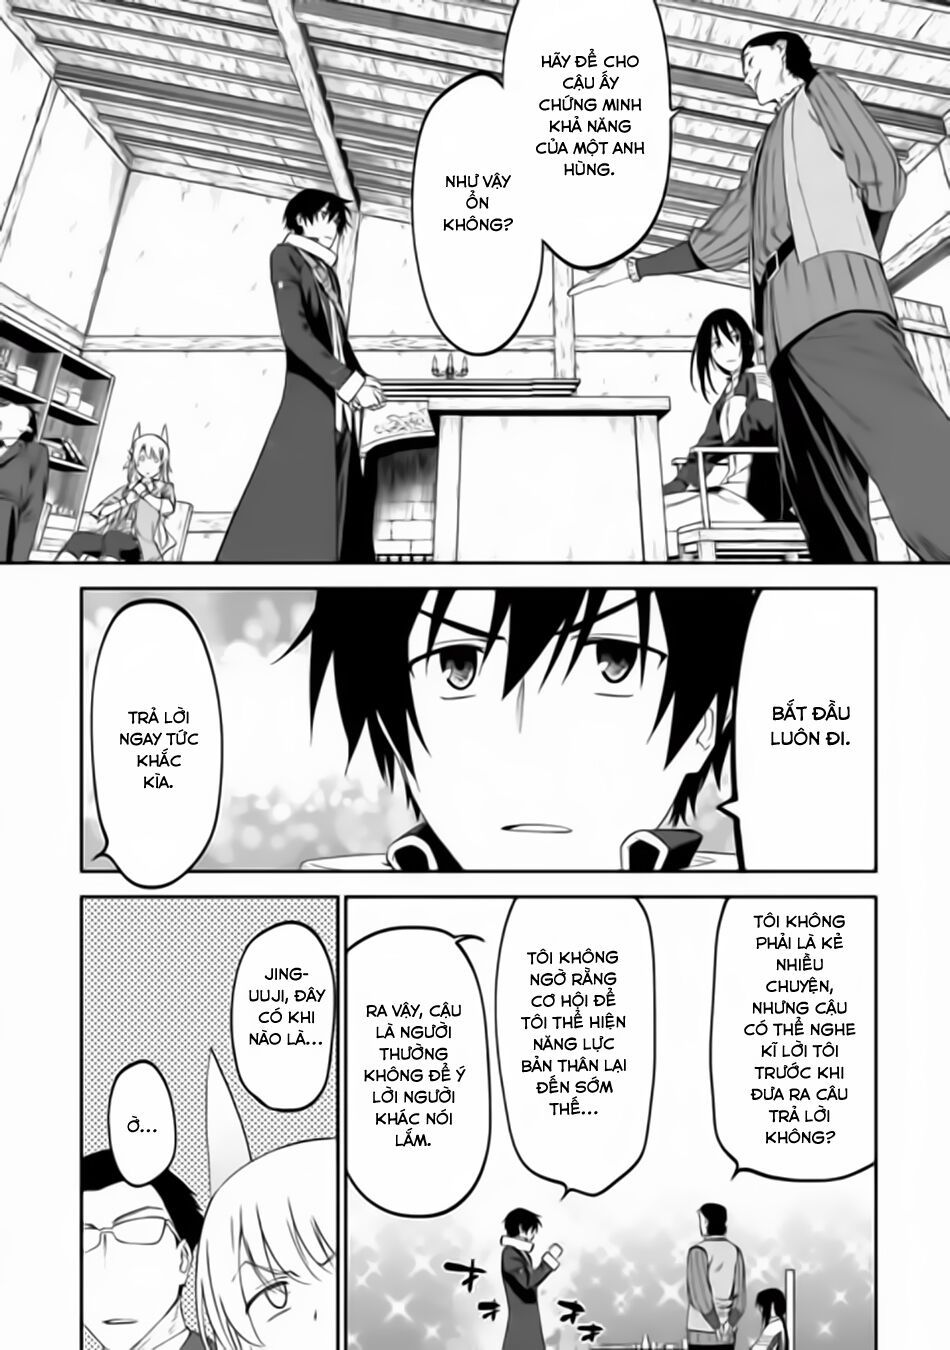 HÃY ĐỂ CHO
CẬU ẤY
CHỨNG MINH
KHẢ NĂNG
CỦA MỘT ANH
HÙNG.
NHƯ VẬY
ỔN
KHÔNG?
BẮT ĐẦU
LUÔN ĐI.
TRẢ LỜI
NGAY TỨC
KHẮC
KÌA.
TÔI KHÔNG
PHẢI LÀ KẺ
NHIỀU
CHUYỆN,
NHƯNG CẬU
CÓ THỂ NGHE
KĨ LỜI TÔI
TRƯỚC KHI
ĐƯA RA CÂU
TRẢ LỜI
KHÔNG?
TÔI KHÔNG
NGỜ RẰNG
CƠ HỘI ĐỂ
TÔI THỂ HIỆN
NĂNG LỰC
BẢN THÂN LẠI
ĐẾN SỚM
THẾ...
RA VẬY, CẬU
LÀ NGƯỜI
THƯỜNG
KHÔNG ĐỂ Ý
LỜI NGƯỜI
KHÁC NÓI
LẮM.
JING-
UUJI, ĐÂY
CÓ KHI
NÀO LÀ...
Ờ...